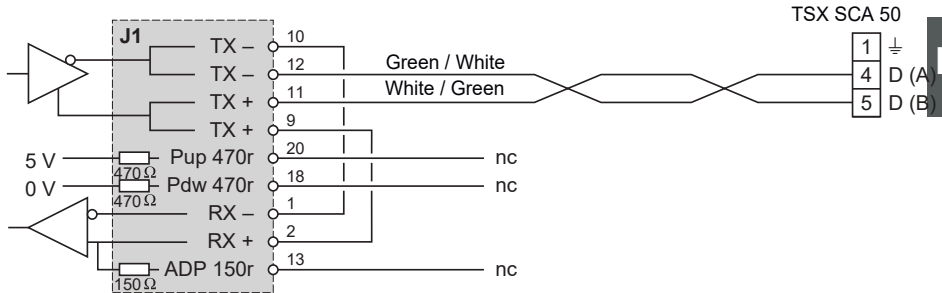 TSX SCA 50
J1
TX – 10
1
TX – 12 Green / White 4 D (A)
TX + 11 White / Green 5 D (B)
TX + 9
5 V 470 Ω Pup 470r 20 nc
0 V 470 Ω Pdw 470r 18 nc
RX – 1
RX + 2
150 Ω ADP 150r 13 nc